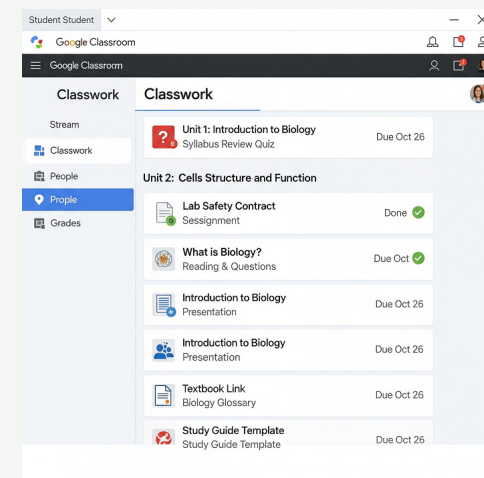 Student Student
Google Classroom
Google Classroom
Classwork
Stream
Classwork
People
Prople
Grades
Classwork
Unit 1: Introduction to Biology
Syllabus Review Quiz
Due Oct 26
Unit 2: Cells Structure and Function
Lab Safety Contract
Sessignment
Done
What is Biology?
Reading & Questions
Due Oct
Introduction to Biology
Presentation
Due Oct 26
Introduction to Biology
Presentation
Due Oct 26
Textbook Link
Biology Glossary
Due Oct 26
Study Guide Template
Study Guide Template
Due Oct 26